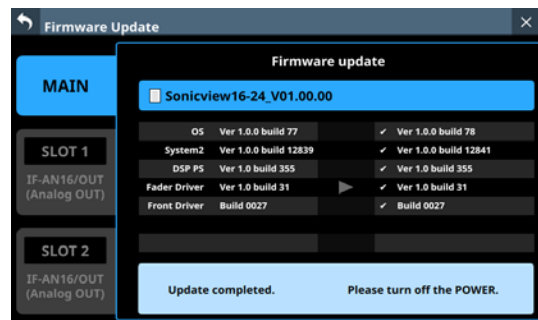 Firmware Update
Firmware update
MAIN
Sonicview16-24_V01.00.00
OS Ver 1.0.0 build 77 ✔ Ver 1.0.0 build 78
System2 Ver 1.0.0 build 12839 ✔ Ver 1.0.0 build 12841
DSP PS Ver 1.0 build 355 ✔ Ver 1.0 build 355
Fader Driver Ver 1.0 build 31 ▶ ✔ Ver 1.0 build 31
Front Driver Build 0027 ✔ Build 0027
SLOT 1
IF-AN16/OUT
(Analog OUT)
SLOT 2
IF-AN16/OUT
(Analog OUT)
Update completed. Please turn off the POWER.